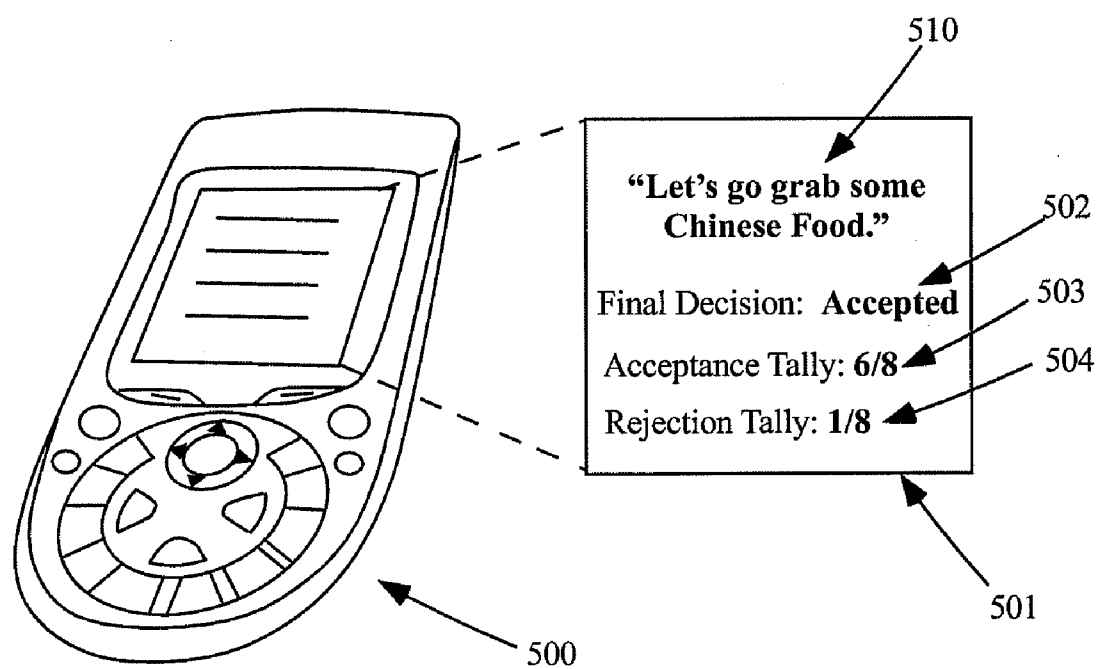 510
“Let’s go grab some
Chinese Food.”
502
Final Decision: Accepted
503
Acceptance Tally: 6/8
504
Rejection Tally: 1/8
501
500